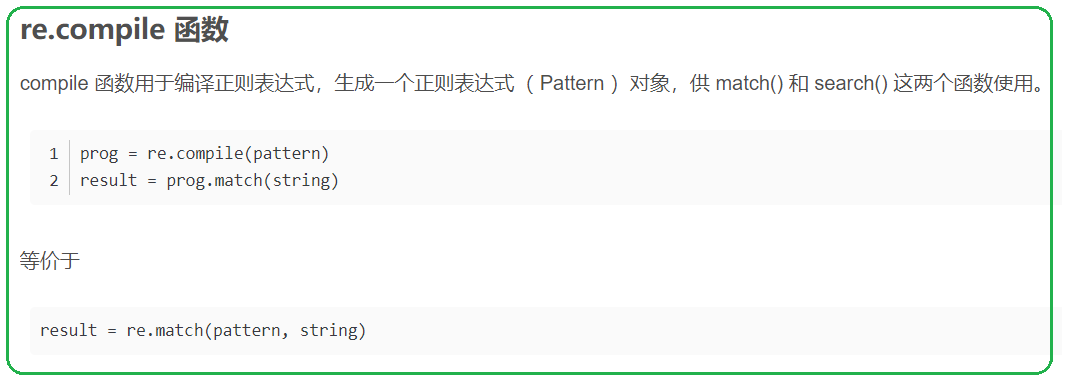 re.compile 函数
compile 函数用于编译正则表达式，生成一个正则表达式（ Pattern ）对象，供 match() 和 search() 这两个函数使用。
1 prog = re.compile(pattern)
2 result = prog.match(string)
等价于
result = re.match(pattern, string)